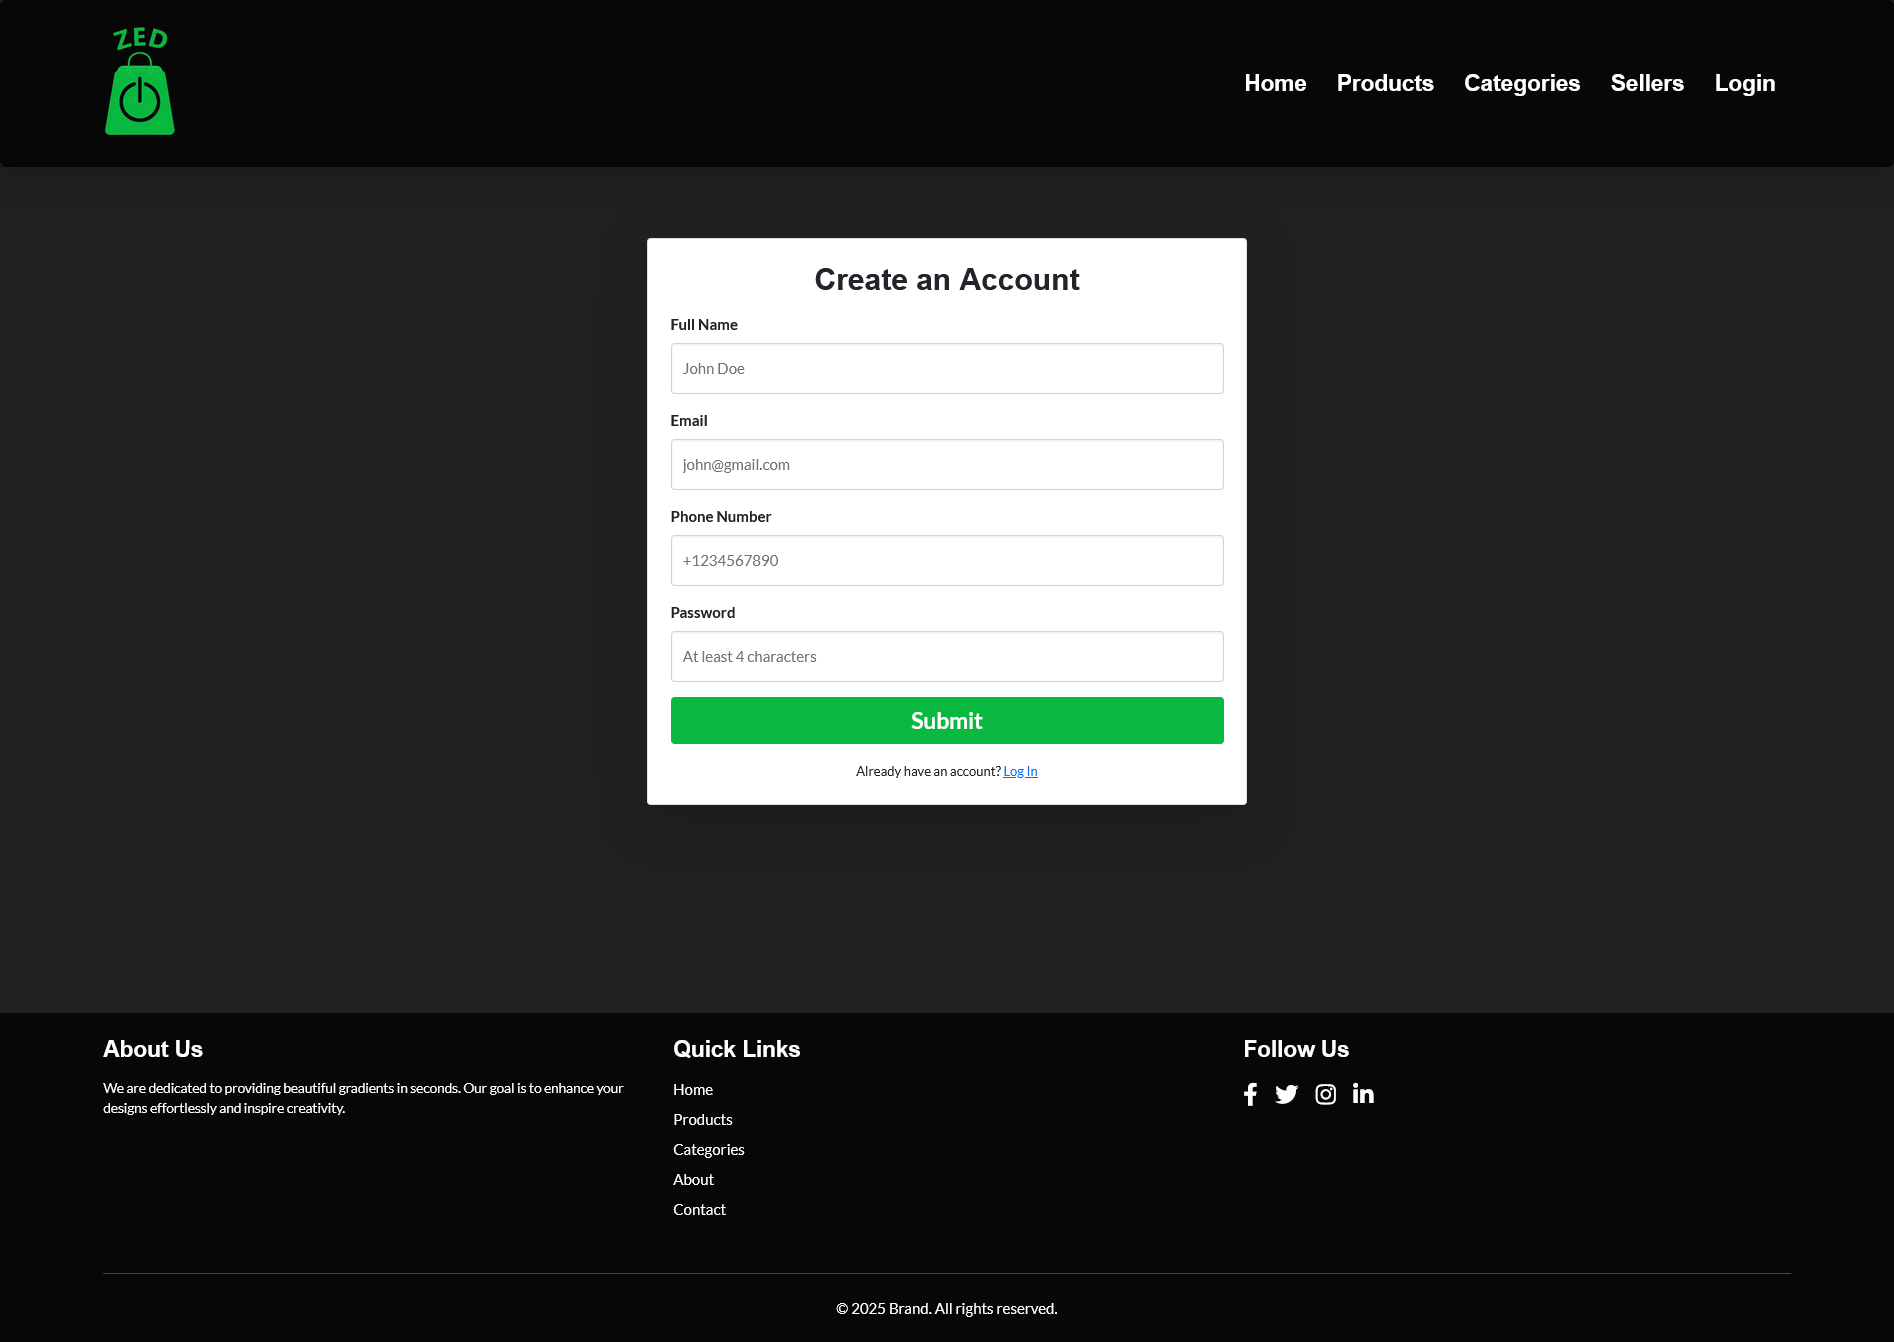 ZED
Home Products Categories Sellers Login
Create an Account
Full Name
John Doe
Email
john@gmail.com
Phone Number
+1234567890
Password
At least 4 characters
Submit
Already have an account? Log In
About Us
We are dedicated to providing beautiful gradients in seconds. Our goal is to enhance your
designs effortlessly and inspire creativity.
Quick Links
Home
Products
Categories
About
Contact
Follow Us
© 2025 Brand. All rights reserved.